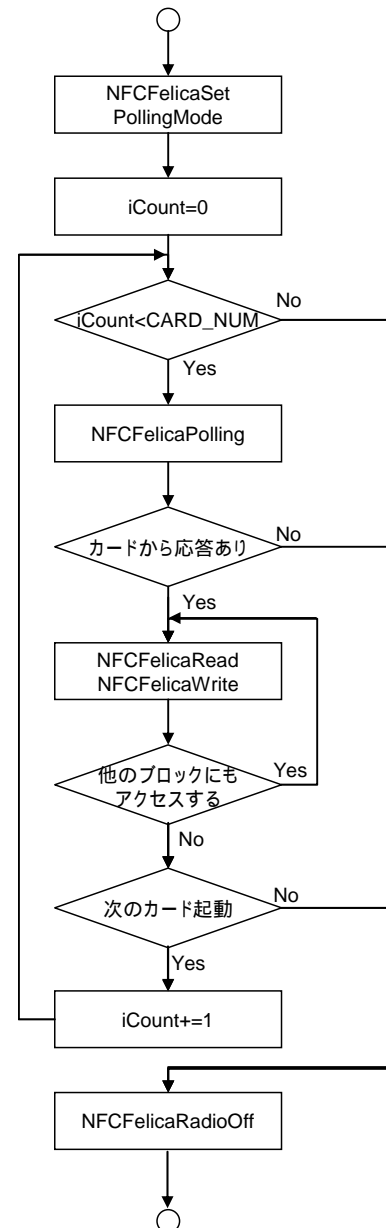 NFCFelicaSet
PollingMode
iCount=0
iCount<CARD_NUM
No
Yes
NFCFelicaPolling
カードから応答あり
No
Yes
NFCFelicaRead
NFCFelicaWrite
他のブロックにも
アクセスする
Yes
No
次のカード起動
No
Yes
iCount+=1
NFCFelicaRadioOff